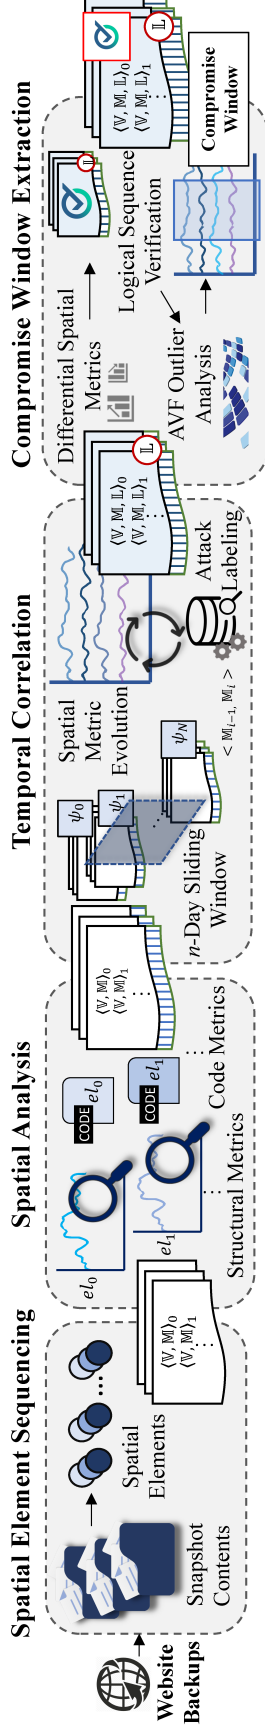 Website
Backups
Spatial Element Sequencing
Snapshot
Contents
Spatial
Elements
...
⟨𝕍, 𝕄⟩₀
⟨𝕍, 𝕄⟩₁
⋮
Spatial Analysis
el₀
el₁
⋮
Structural Metrics
CODE
el₀
CODE
el₁
⋮
Code Metrics
⟨𝕍, 𝕄⟩₀
⟨𝕍, 𝕄⟩₁
⋮
Temporal Correlation
ψ₀
ψ₁
...
ψ_N
n-Day Sliding
Window
Spatial
Metric
Evolution
< 𝕄ᵢ₋₁, 𝕄ᵢ >
Attack
Labeling
⟨𝕍, 𝕄, 𝕃⟩₀
⟨𝕍, 𝕄, 𝕃⟩₁
⋮
𝕃
Compromise Window Extraction
Differential Spatial
Metrics
𝕃
Logical Sequence
Verification
AVF Outlier
Analysis
⟨𝕍, 𝕄, 𝕃⟩₀
⟨𝕍, 𝕄, 𝕃⟩₁
⋮
𝕃
Compromise
Window